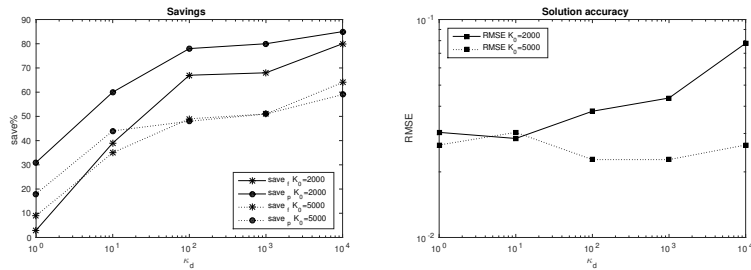 Savings
90
80
70
60
50
40
30
20
10
0
save%
10^0
10^1
10^2
10^3
10^4
κ_d
save_f K_0=2000
save_p K_0=2000
save_f K_0=5000
save_p K_0=5000
Solution accuracy
10^-1
10^-2
RMSE
10^0
10^1
10^2
10^3
10^4
κ_d
RMSE K_0=2000
RMSE K_0=5000